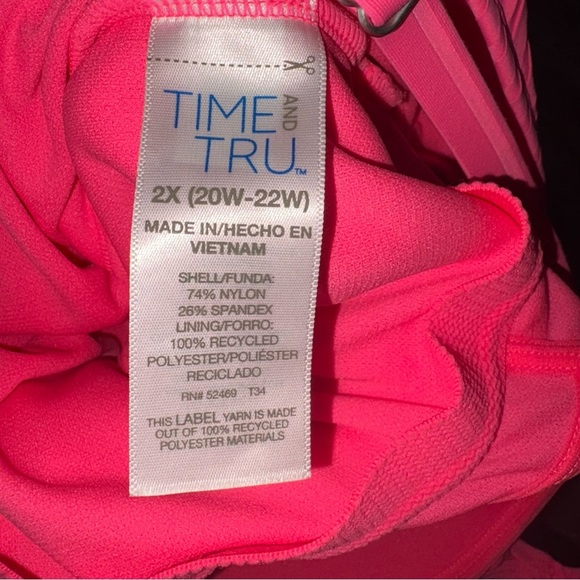 TIME AND
TRU™
2X (20W-22W)
MADE IN/HECHO EN
VIETNAM
SHELL/FUNDA:
74% NYLON
26% SPANDEX
LINING/FORRO:
100% RECYCLED
POLYESTER/POLIÉSTER
RECICLADO
RN# 52469 T34
THIS LABEL YARN IS MADE
OUT OF 100% RECYCLED
POLYESTER MATERIALS